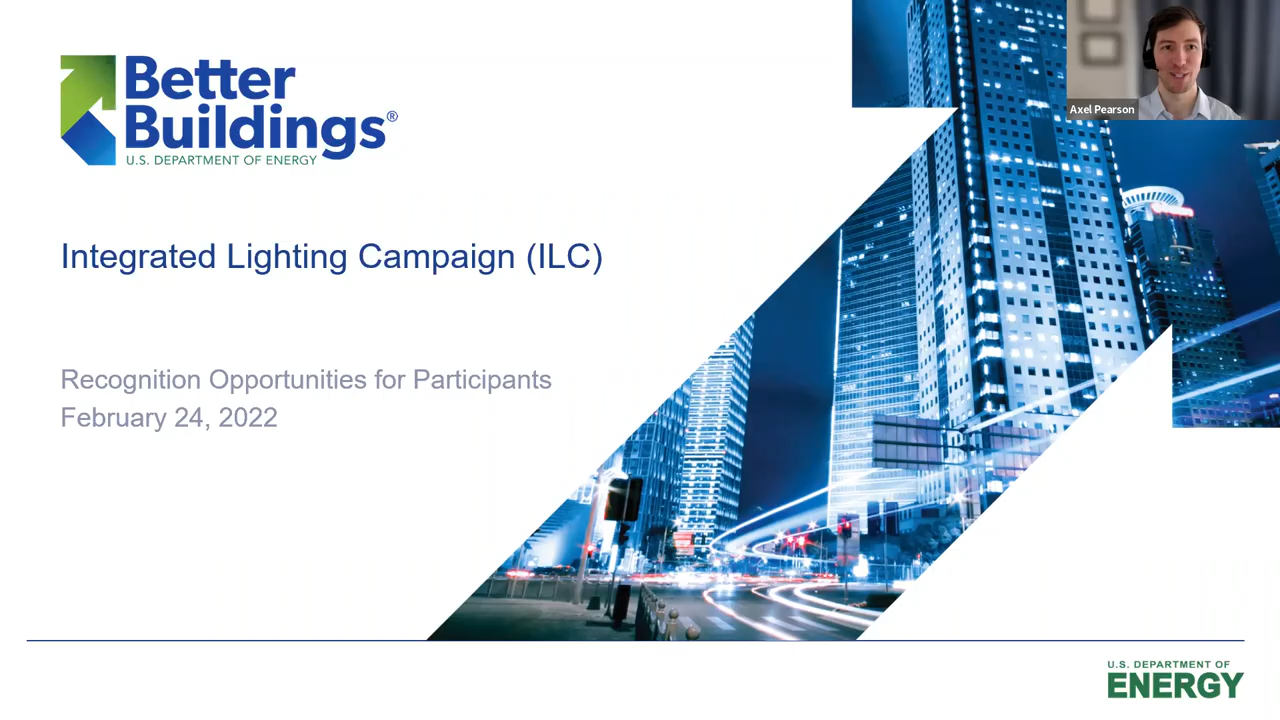 Better
Buildings®
U.S. DEPARTMENT OF ENERGY
Axel Pearson
Integrated Lighting Campaign (ILC)
Recognition Opportunities for Participants
February 24, 2022
U.S. DEPARTMENT OF
ENERGY